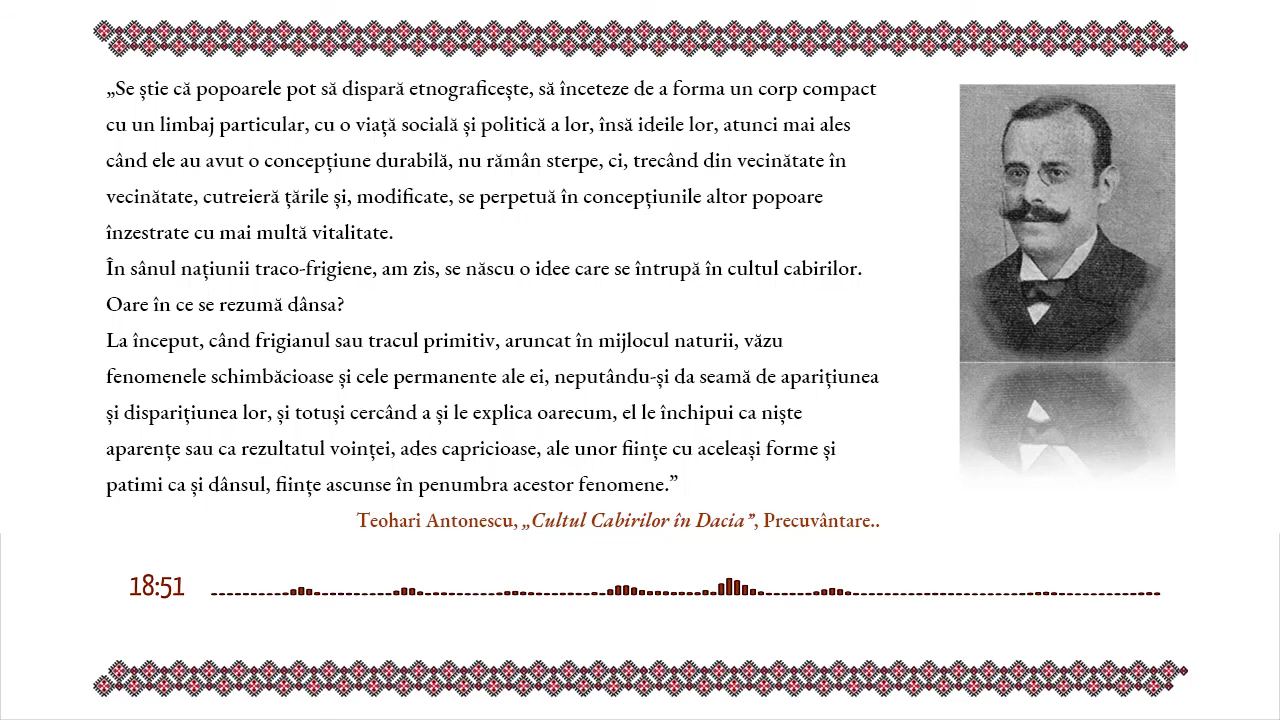 „Se știe că popoarele pot să dispară etnograficește, să înceteze de a forma un corp compact
cu un limbaj particular, cu o viață socială și politică a lor, însă ideile lor, atunci mai ales
când ele au avut o concepțiune durabilă, nu rămân sterpe, ci, trecând din vecinătate în
vecinătate, cutreieră țările și, modificate, se perpetuă în concepțiunile altor popoare
înzestrate cu mai multă vitalitate.
În sânul națiunii traco-frigiene, am zis, se născu o idee care se întrupă în cultul cabirilor.
Oare în ce se rezumă dânsa?
La început, când frigianul sau tracul primitiv, aruncat în mijlocul naturii, văzu
fenomenele schimbăcioase și cele permanente ale ei, neputându-și da seamă de aparițiunea
și disparițiunea lor, și totuși cercând a și le explica oarecum, el le închipui ca niște
aparențe sau ca rezultatul voinței, ades capricioase, ale unor ființe cu aceleași forme și
patimi ca și dânsul, ființe ascunse în penumbra acestor fenomene.”
Teohari Antonescu, „Cultul Cabirilor în Dacia”, Precuvântare..
18:51